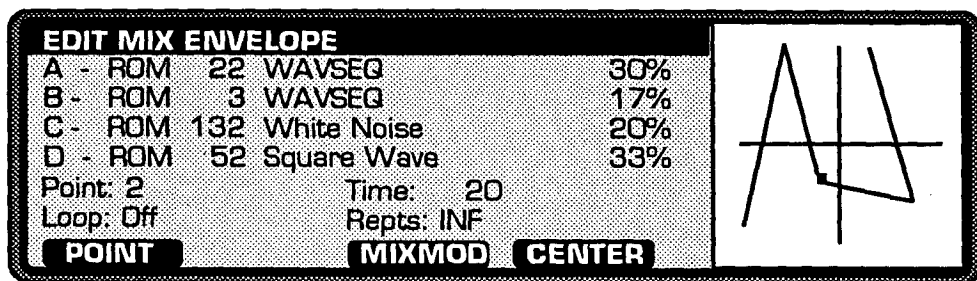 EDIT MIX ENVELOPE
A - ROM 22 WAVSEQ 30%
B - ROM 3 WAVSEQ 17%
C - ROM 132 White Noise 20%
D - ROM 52 Square Wave 33%
Point: 2 Time: 20
Loop: Off Repts: INF
POINT MIXMOD CENTER